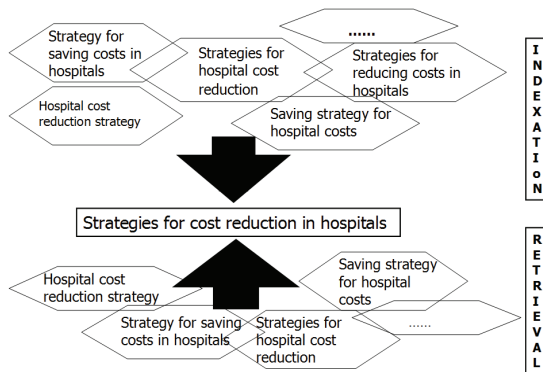 Strategy for
saving costs in
hospitals
Strategies for
hospital cost
reduction
......
Strategies for
reducing costs in
hospitals
Hospital cost
reduction strategy
Saving strategy for
hospital costs
I
N
D
E
X
A
T
I
o
N
Strategies for cost reduction in hospitals
Hospital cost
reduction strategy
Strategy for saving
costs in hospitals
Strategies for
hospital cost
reduction
Saving strategy
for hospital
costs
......
R
E
T
R
I
E
V
A
L